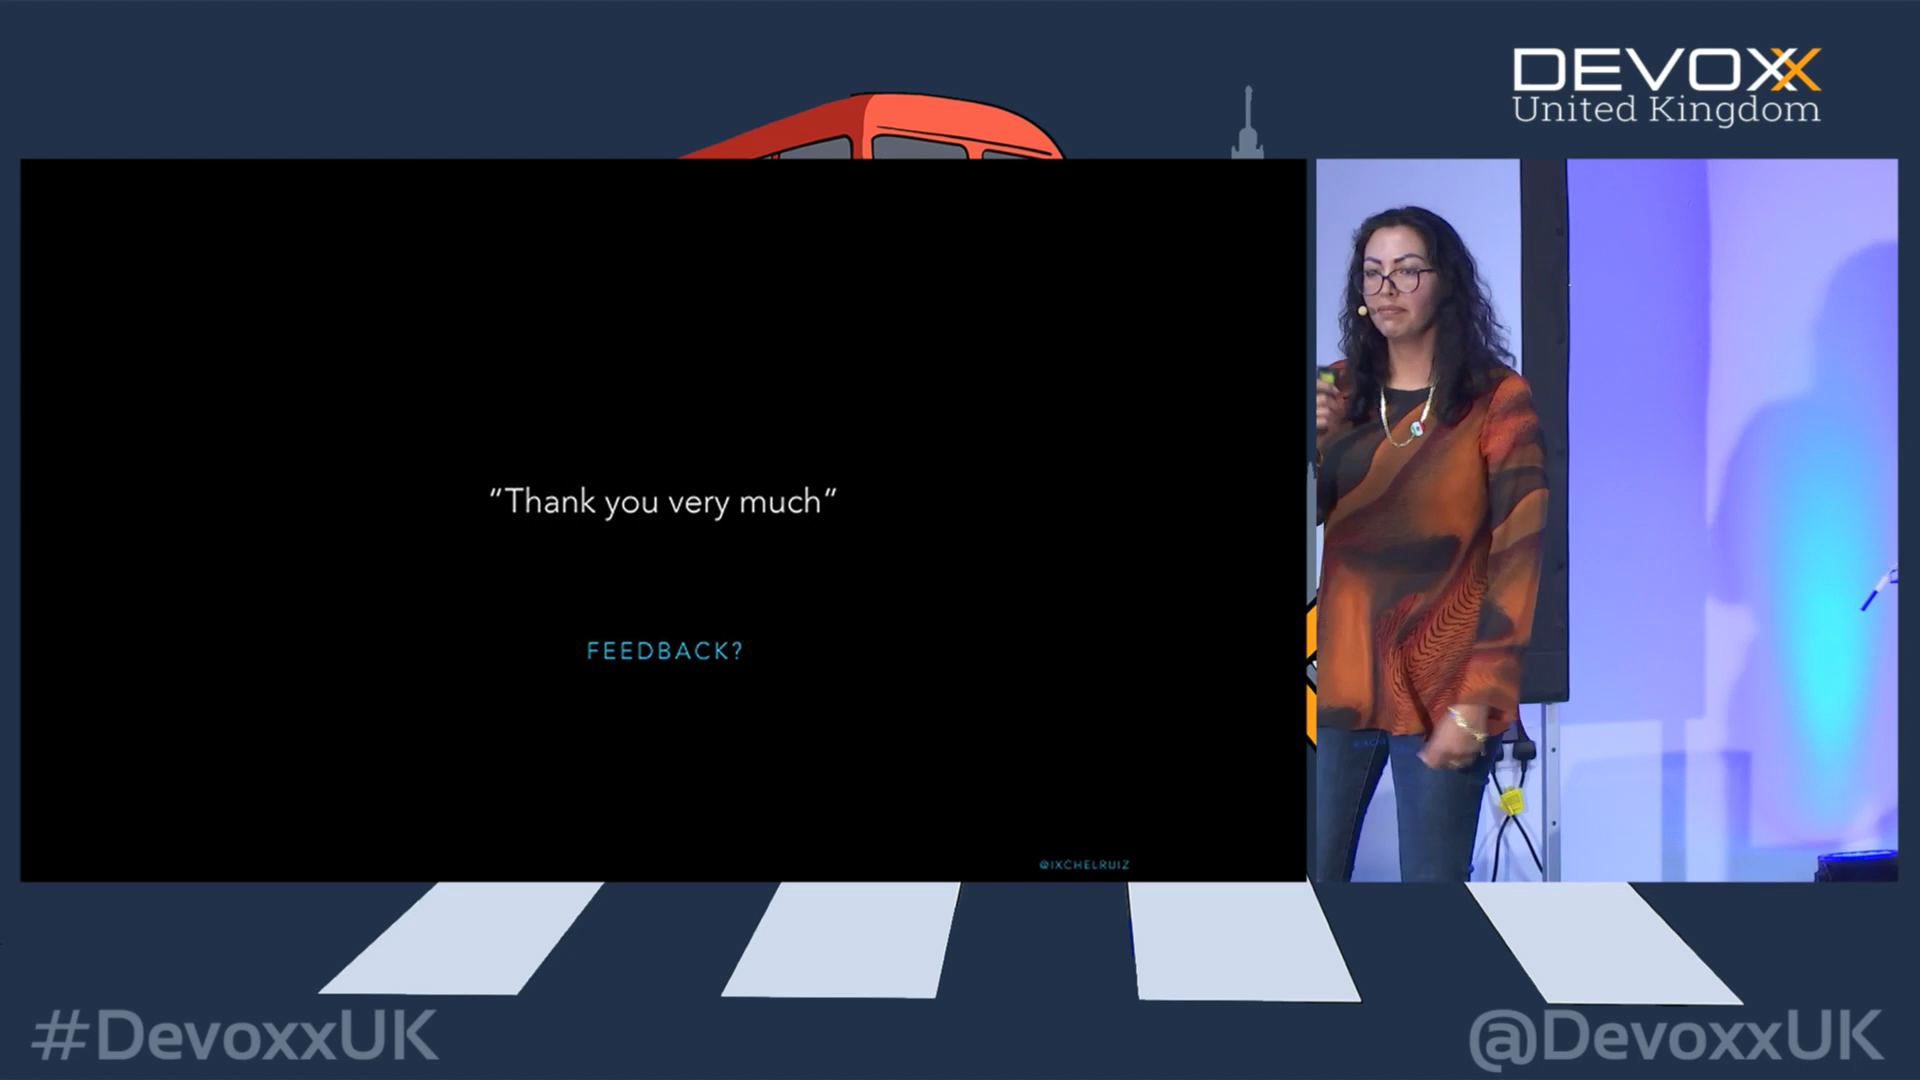 DEVOXX
United Kingdom
“Thank you very much”
FEEDBACK?
@IXCHELRUIZ
#DevoxxUK
@DevoxxUK